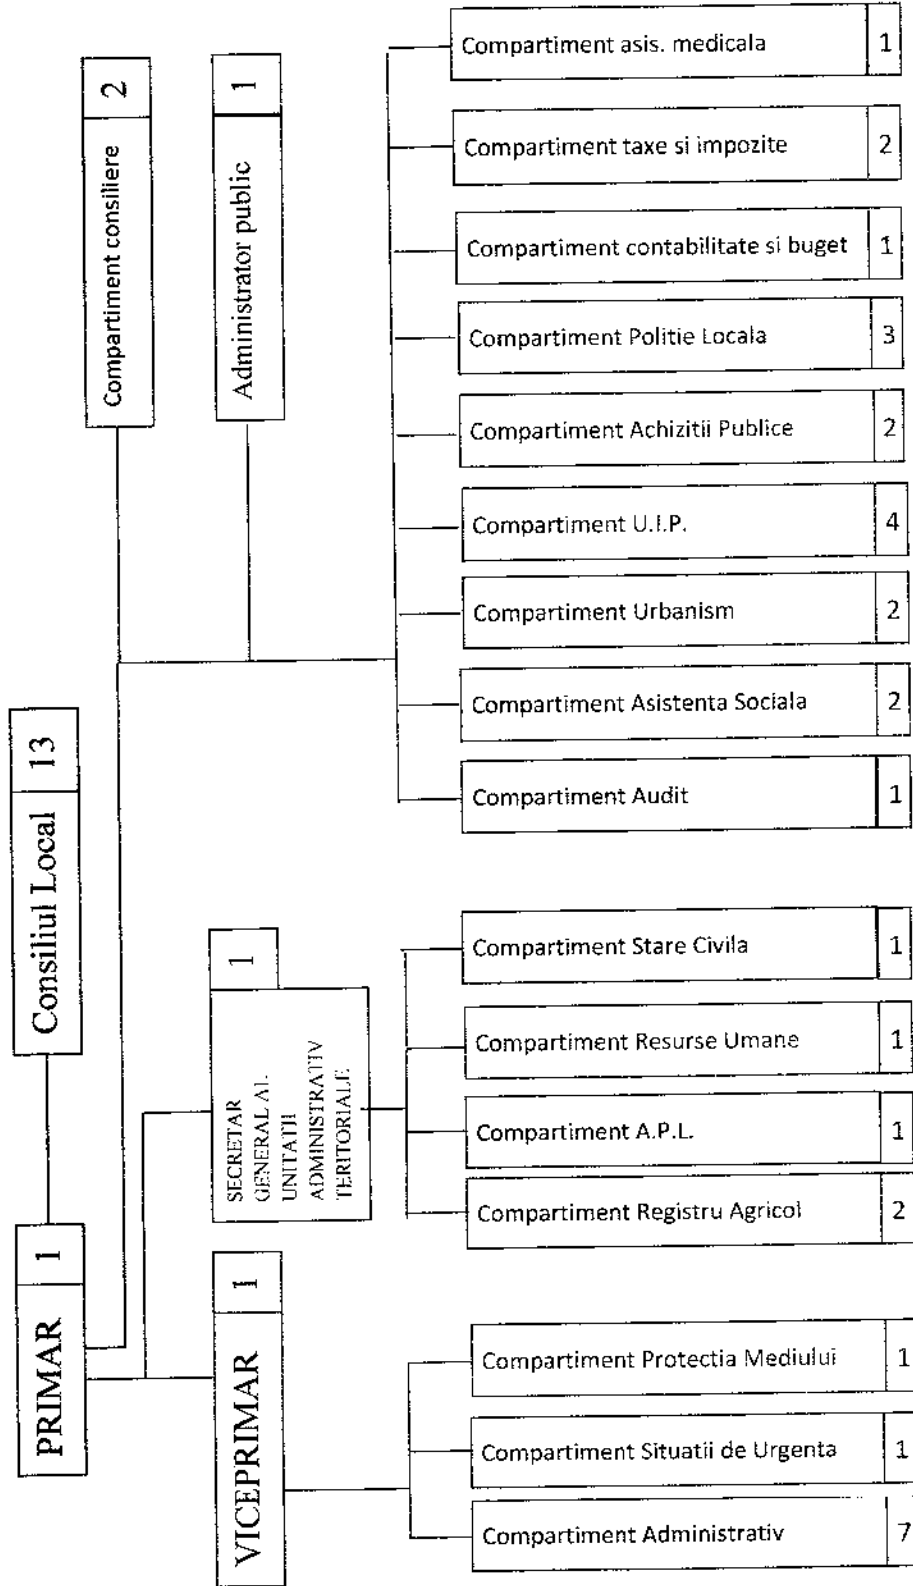 PRIMAR 1
Consiliul Local 13
Compartiment consiliere 2
Administrator public 1
VICEPRIMAR 1
SECRETAR
GENERAL AL
UNITATII
ADMINISTRATIV
TERITORIALE
1
Compartiment asis. medicala 1
Compartiment taxe si impozite 2
Compartiment contabilitate si buget 1
Compartiment Politie Locala 3
Compartiment Achizitii Publice 2
Compartiment U.I.P. 4
Compartiment Urbanism 2
Compartiment Asistenta Sociala 2
Compartiment Audit 1
Compartiment Stare Civila 1
Compartiment Resurse Umane 1
Compartiment A.P.L. 1
Compartiment Registru Agricol 2
Compartiment Protectia Mediului 1
Compartiment Situatii de Urgenta 1
Compartiment Administrativ 7